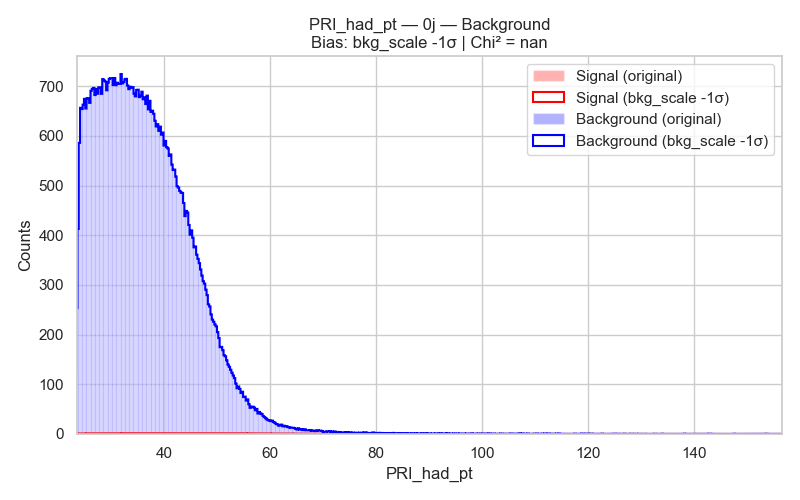 PRI_had_pt — 0j — Background
Bias: bkg_scale -1σ | Chi² = nan
Signal (original)
Signal (bkg_scale -1σ)
Background (original)
Background (bkg_scale -1σ)
Counts
700
600
500
400
300
200
100
0
40
60
80
100
120
140
PRI_had_pt